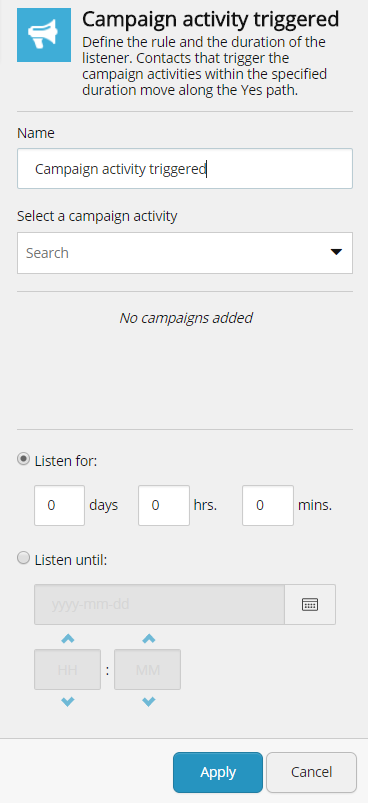 Campaign activity triggered
Define the rule and the duration of the
listener. Contacts that trigger the
campaign activities within the specified
duration move along the Yes path.
Name
Campaign activity triggered
Select a campaign activity
Search
No campaigns added
Listen for:
0 days 0 hrs. 0 mins.
Listen until:
yyyy-mm-dd
HH : MM
Apply Cancel